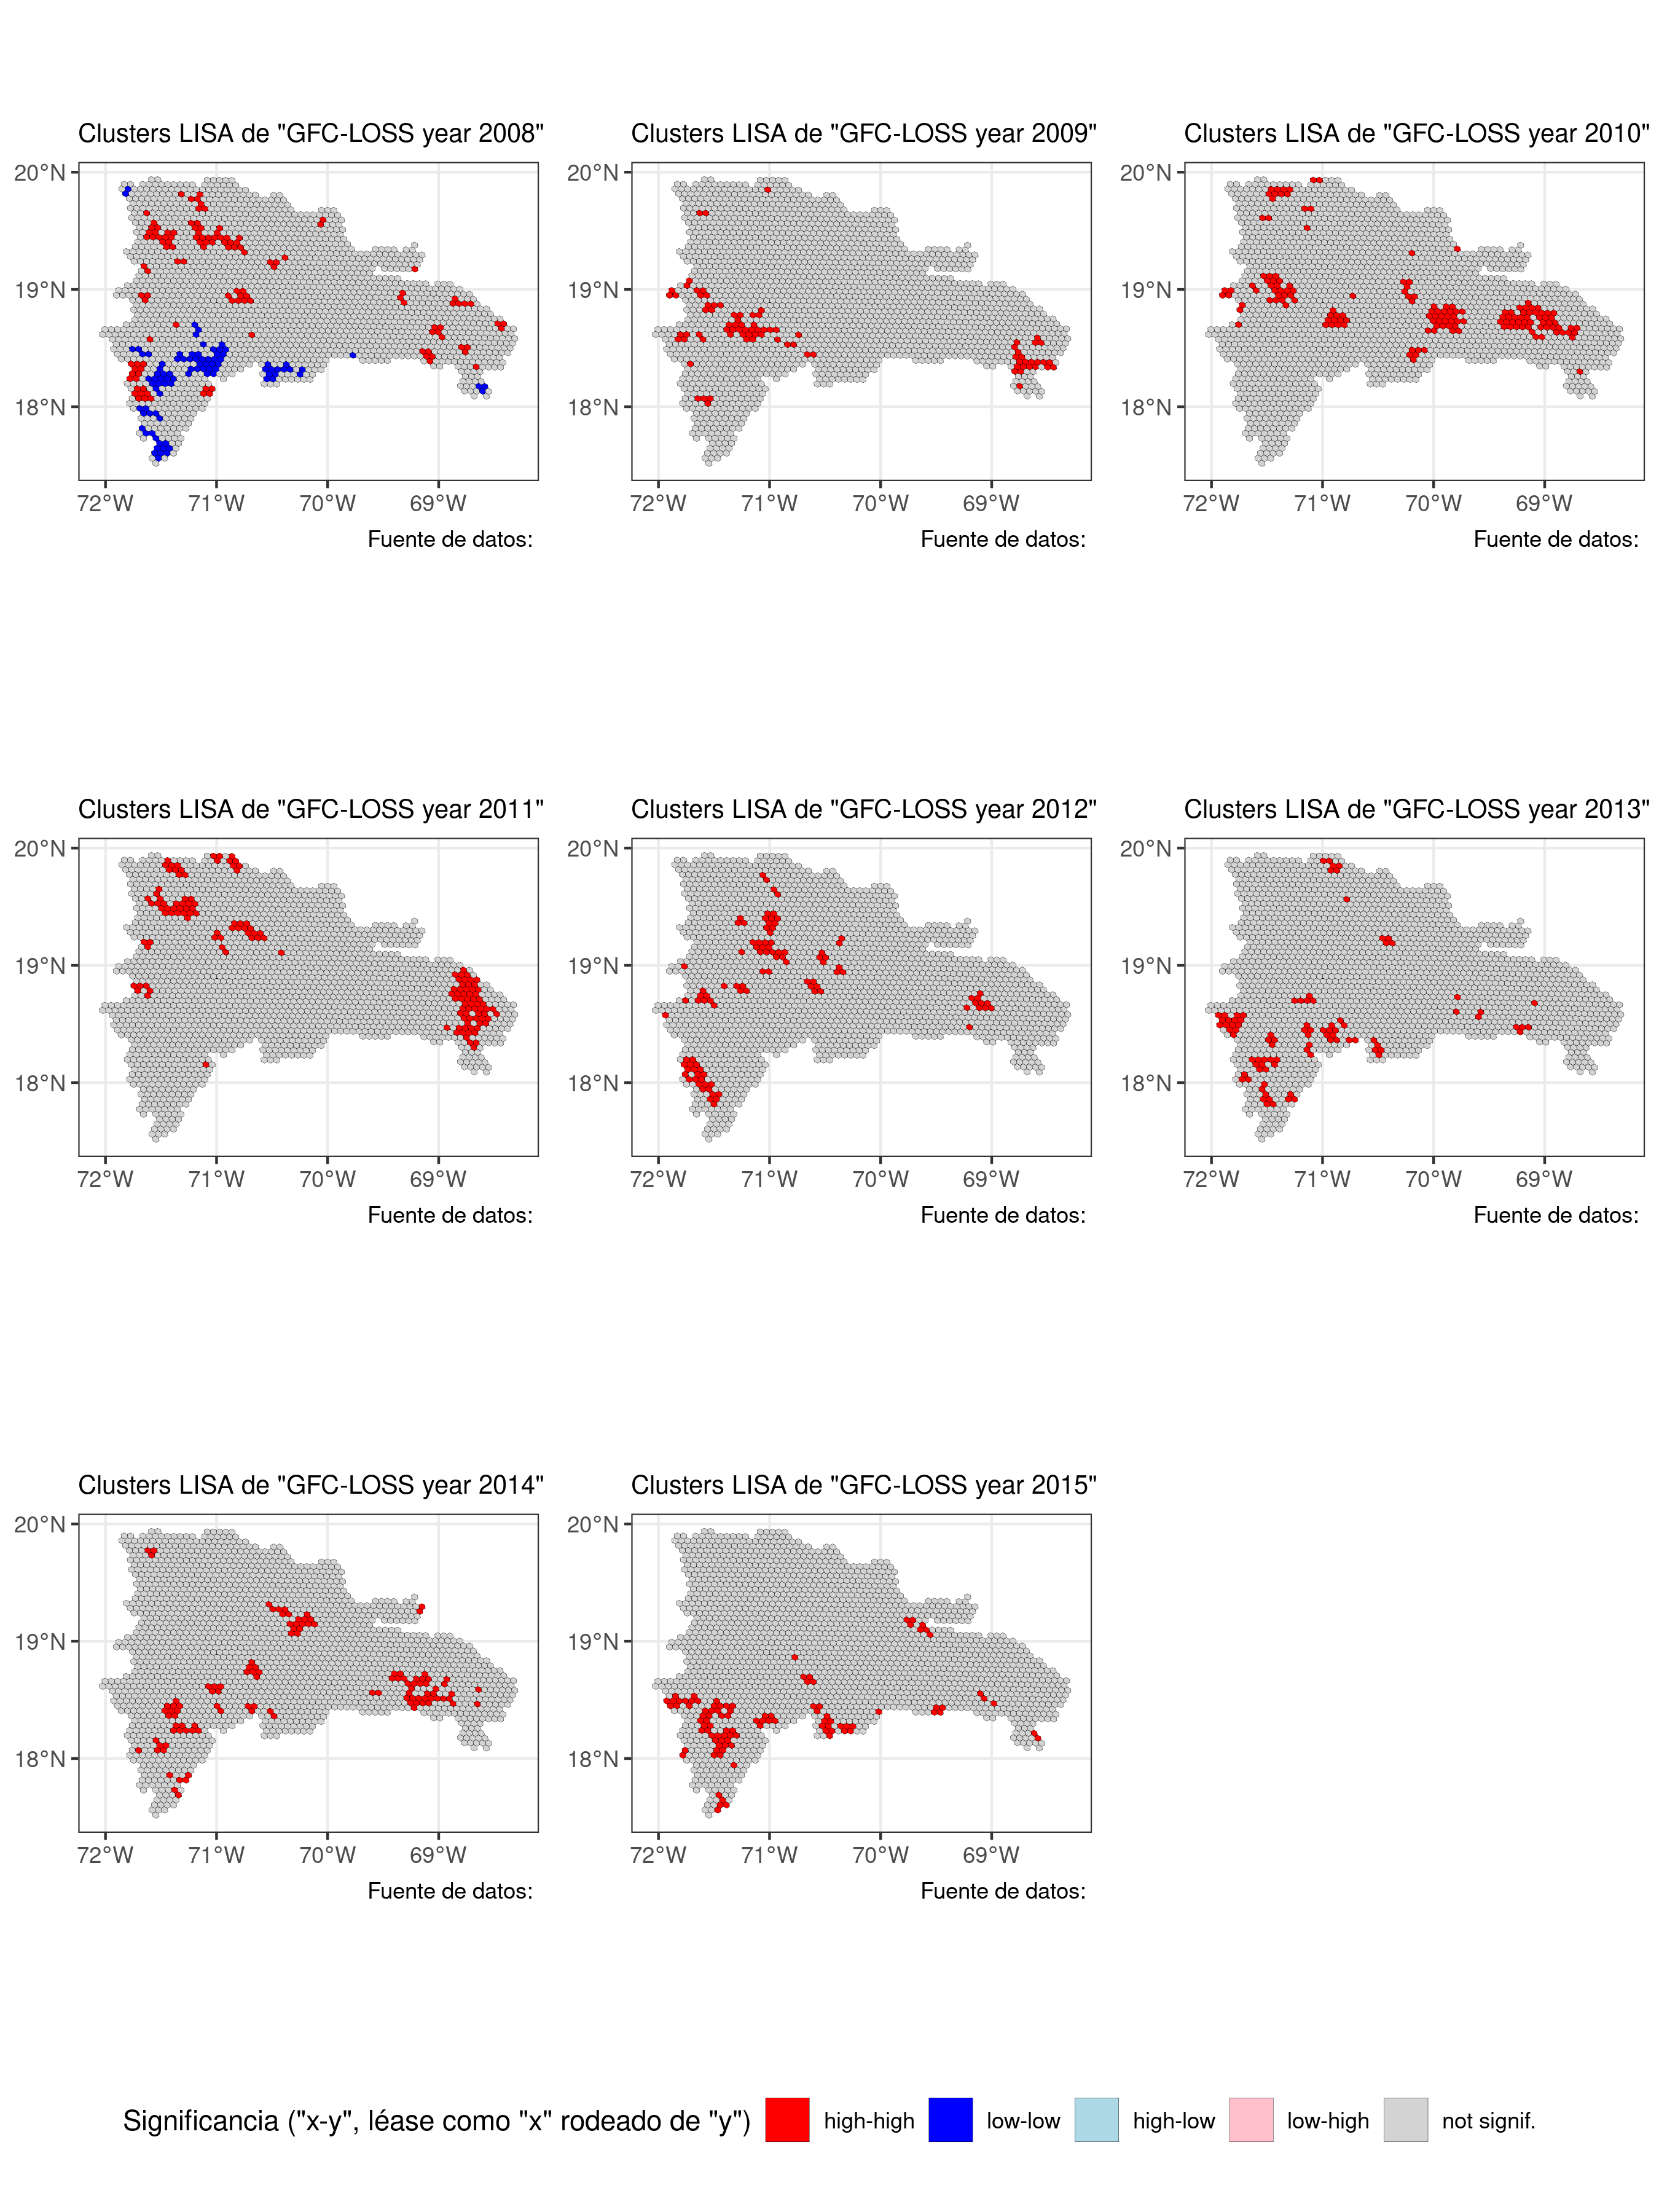 Clusters LISA de "GFC-LOSS year 2008"
Clusters LISA de "GFC-LOSS year 2009"
Clusters LISA de "GFC-LOSS year 2010"
20°N
19°N
18°N
72°W 71°W 70°W 69°W
Fuente de datos:
20°N
19°N
18°N
72°W 71°W 70°W 69°W
Fuente de datos:
20°N
19°N
18°N
72°W 71°W 70°W 69°W
Fuente de datos:
Clusters LISA de "GFC-LOSS year 2011"
Clusters LISA de "GFC-LOSS year 2012"
Clusters LISA de "GFC-LOSS year 2013"
20°N
19°N
18°N
72°W 71°W 70°W 69°W
Fuente de datos:
20°N
19°N
18°N
72°W 71°W 70°W 69°W
Fuente de datos:
20°N
19°N
18°N
72°W 71°W 70°W 69°W
Fuente de datos:
Clusters LISA de "GFC-LOSS year 2014"
Clusters LISA de "GFC-LOSS year 2015"
20°N
19°N
18°N
72°W 71°W 70°W 69°W
Fuente de datos:
20°N
19°N
18°N
72°W 71°W 70°W 69°W
Fuente de datos:
Significancia ("x-y", léase como "x" rodeado de "y") high-high low-low high-low low-high not signif.